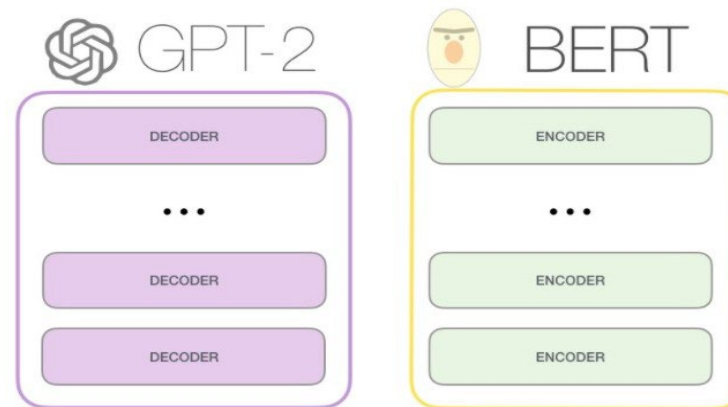 GPT-2
DECODER
...
DECODER
DECODER
BERT
ENCODER
...
ENCODER
ENCODER